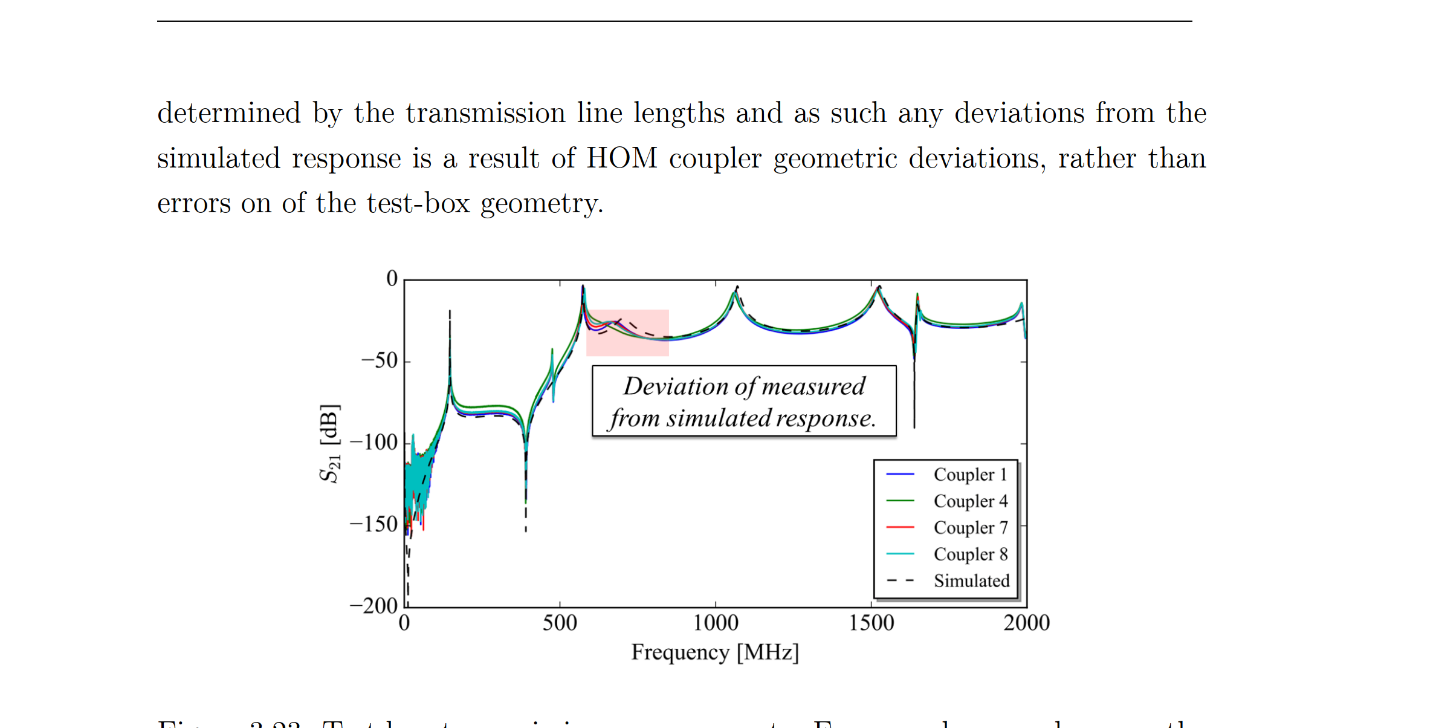 determined by the transmission line lengths and as such any deviations from the
simulated response is a result of HOM coupler geometric deviations, rather than
errors on of the test-box geometry.
0
−50
−100
−150
−200
S21 [dB]
Deviation of measured
from simulated response.
Coupler 1
Coupler 4
Coupler 7
Coupler 8
Simulated
0 500 1000 1500 2000
Frequency [MHz]